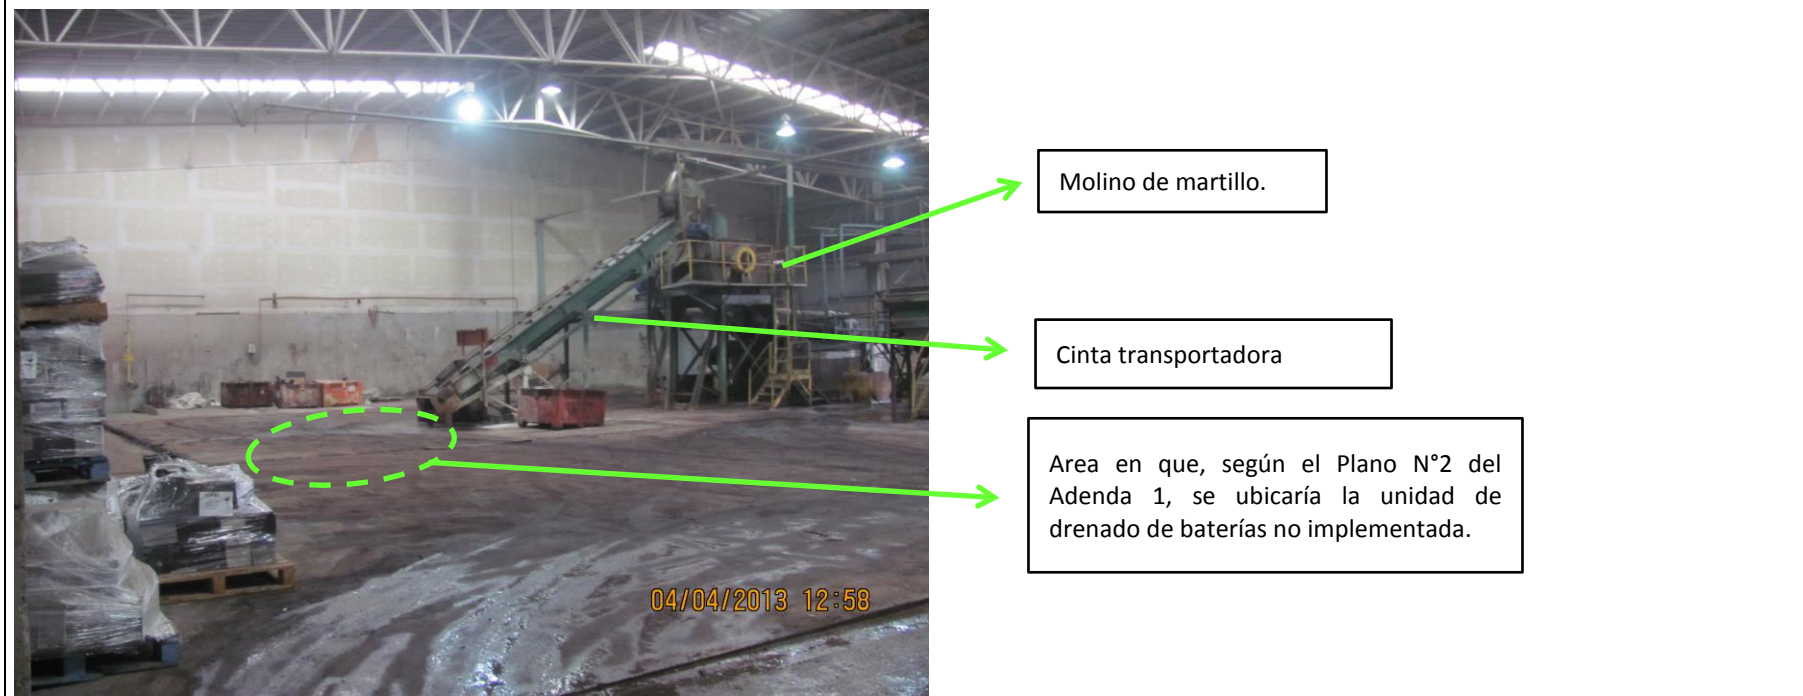 Molino de martillo.
Cinta transportadora
Area en que, según el Plano N°2 del
Adenda 1, se ubicaría la unidad de
drenado de baterías no implementada.
04/04/2013 12:58